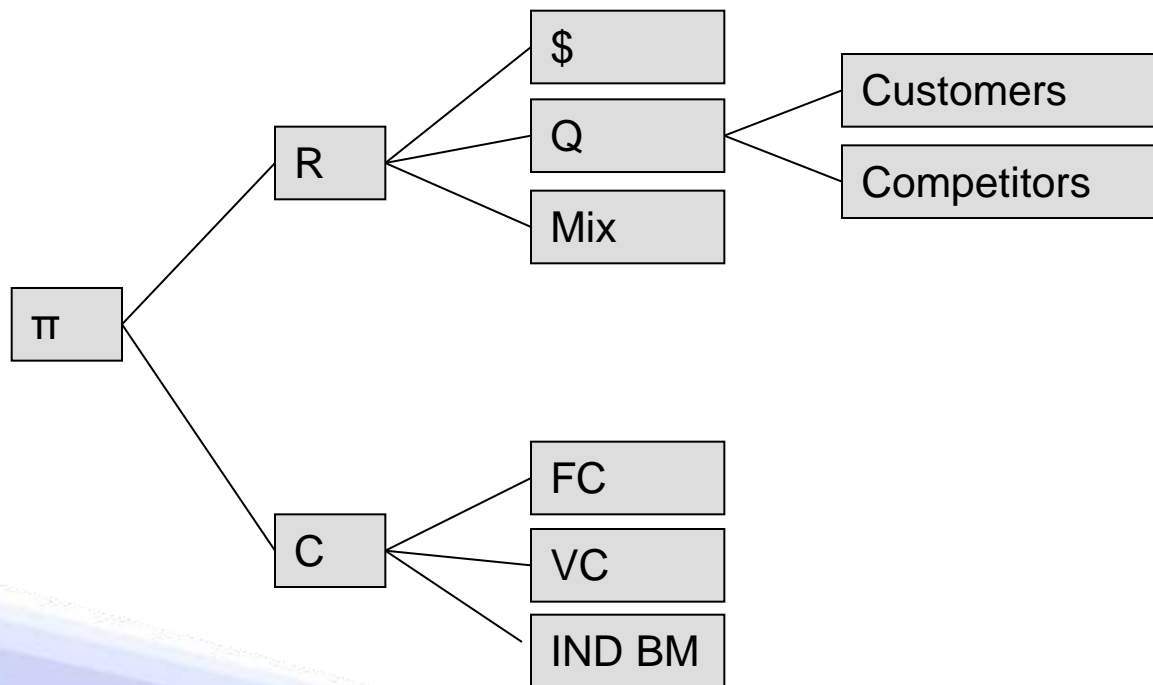 $
Q
Mix
Customers
Competitors
R
π
C
FC
VC
IND BM